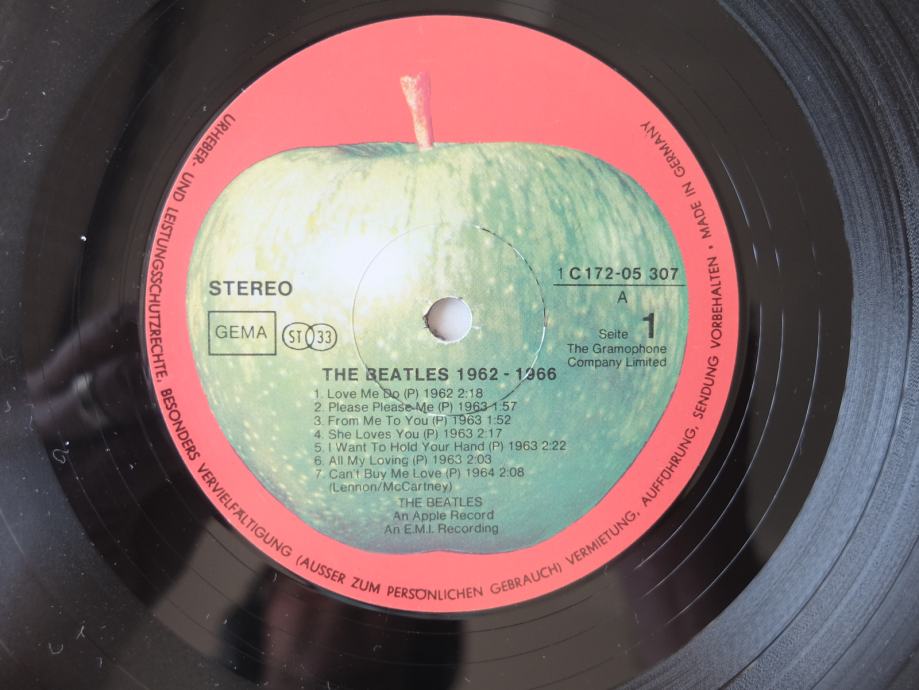 URHEBER- UND LEISTUNGSSCHUTZRECHTE, BESONDERS VERVIELFÄLTIGUNG (AUSSER ZUM PERSÖNLICHEN GEBRAUCH) VERMIETUNG, AUFFÜHRUNG, SENDUNG VORBEHALTEN • MADE IN GERMANY
STEREO
GEMA
ST 33
1 C 172-05 307
A
Seite 1
The Gramophone
Company Limited
THE BEATLES 1962 - 1966
1. Love Me Do (P) 1962 2:18
2. Please Please Me (P) 1963 1:57
3. From Me To You (P) 1963 1:52
4. She Loves You (P) 1963 2:17
5. I Want To Hold Your Hand (P) 1963 2:22
6. All My Loving (P) 1963 2:03
7. Can't Buy Me Love (P) 1964 2:08
(Lennon/McCartney)
THE BEATLES
An Apple Record
An E.M.I. Recording